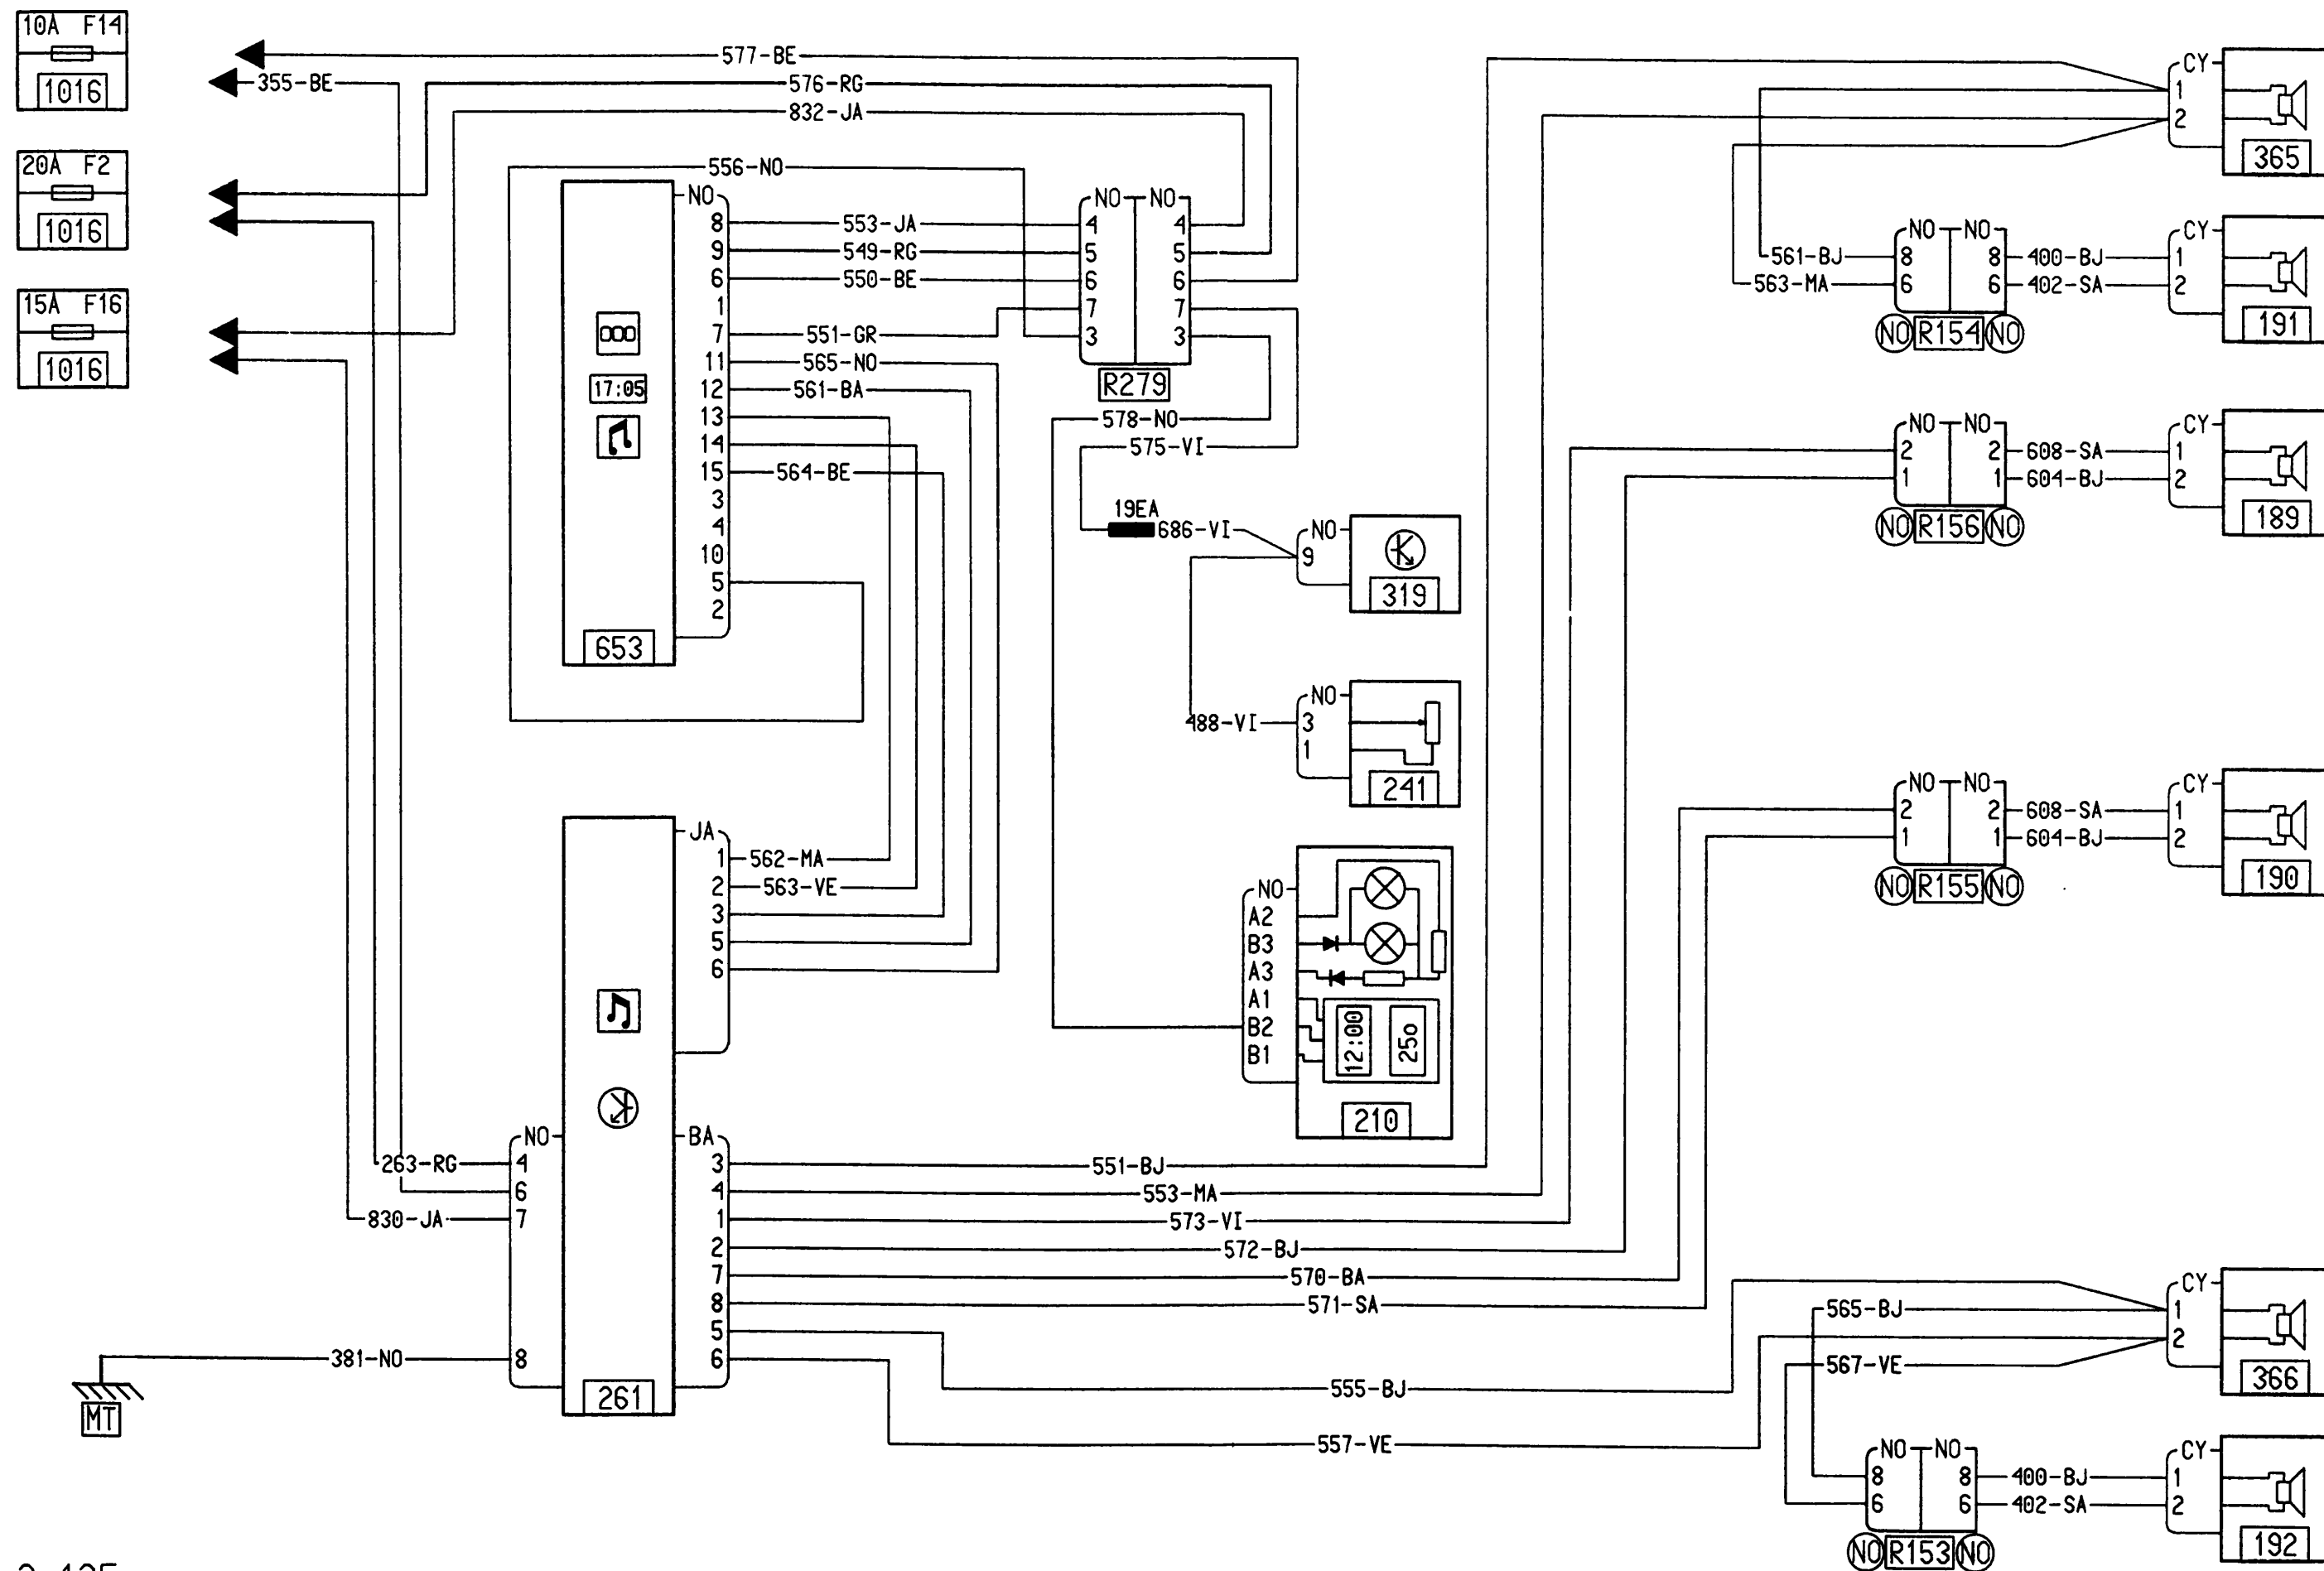 10A F14
1016
20A F2
1016
15A F16
1016
577-BE
355-BE
576-RG
832-JA
556-NO
NO
8
9
6
1
7
11
12
13
14
15
3
4
10
5
2
17:05
653
553-JA
549-RG
550-BE
551-GR
565-NO
561-BA
564-BE
NO NO
4 4
5 5
6 6
7 7
3 3
R279
578-NO
575-VI
19EA
686-VI
NO
9
319
488-VI
NO
3
1
241
NO
A2
B3
A3
A1
B2
B1
12:00
25o
210
JA
1
2
3
5
6
562-MA
563-VE
NO
4
6
7
8
263-RG
830-JA
381-NO
MT
261
BA
3
4
1
2
7
8
5
6
551-BJ
553-MA
573-VI
572-BJ
570-BA
571-SA
555-BJ
557-VE
CY
1
2
365
561-BJ
563-MA
NO NO
8 8
6 6
NO R154 NO
400-BJ
402-SA
CY
1
2
191
NO NO
2 2
1 1
NO R156 NO
608-SA
604-BJ
CY
1
2
189
NO NO
2 2
1 1
NO R155 NO
608-SA
604-BJ
CY
1
2
190
565-BJ
567-VE
CY
1
2
366
NO NO
8 8
6 6
NO R153 NO
400-BJ
402-SA
CY
1
2
192